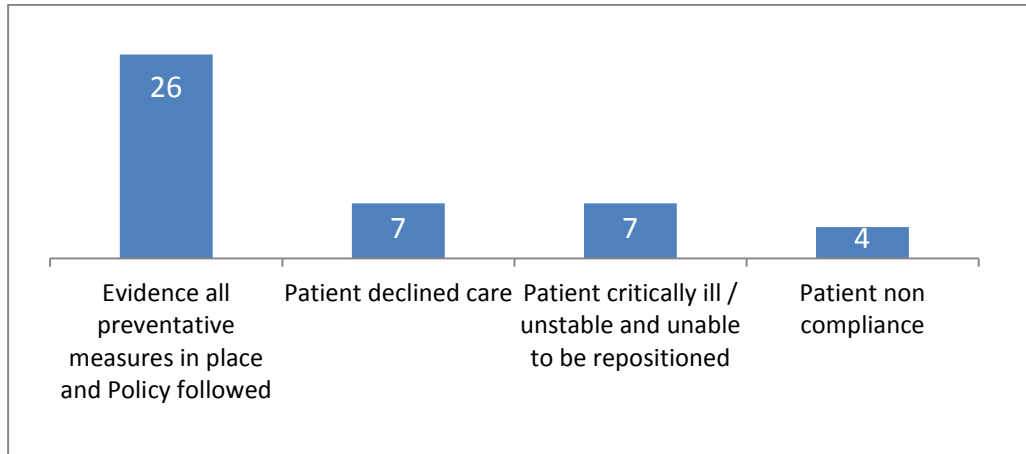 26
7
7
4
Evidence all
preventative
measures in place
and Policy followed
Patient declined care
Patient critically ill /
unstable and unable
to be repositioned
Patient non
compliance